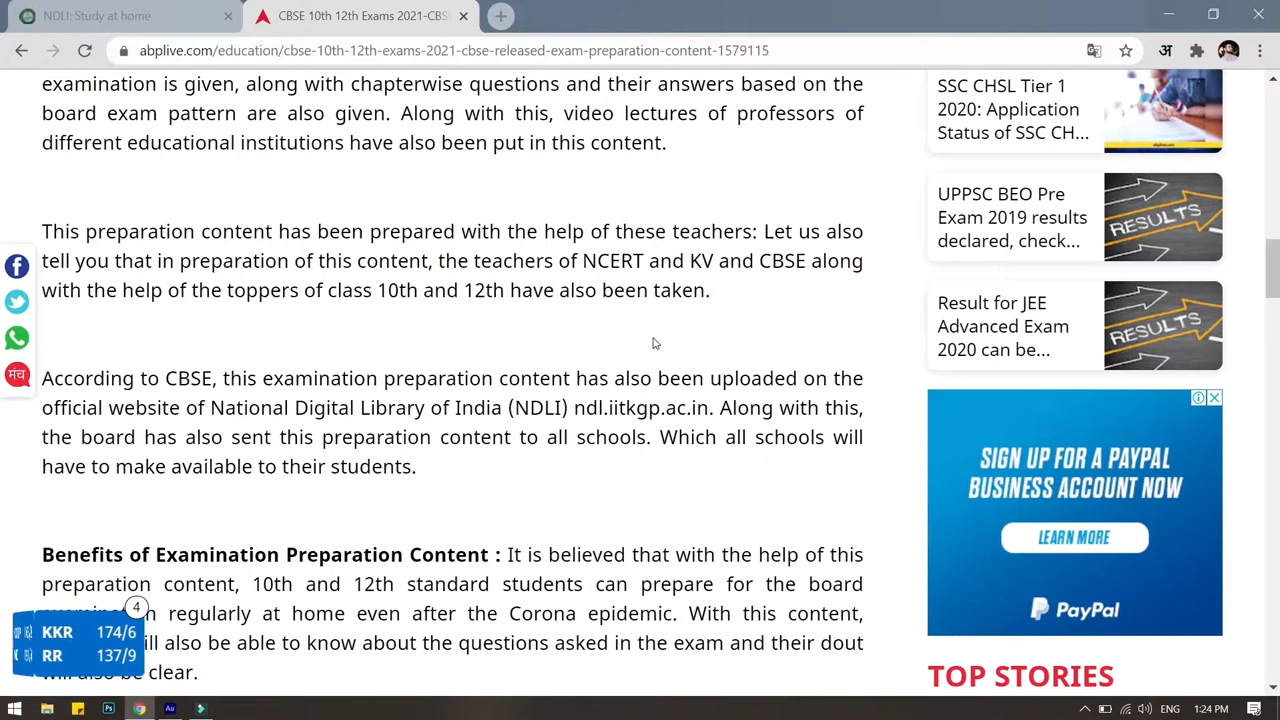 NDLI: Study at home
CBSE 10th 12th Exams 2021-CBS
abplive.com/education/cbse-10th-12th-exams-2021-cbse-released-exam-preparation-content-1579115
अ
examination is given, along with chapterwise questions and their answers based on the
board exam pattern are also given. Along with this, video lectures of professors of
different educational institutions have also been put in this content.
This preparation content has been prepared with the help of these teachers: Let us also
tell you that in preparation of this content, the teachers of NCERT and KV and CBSE along
with the help of the toppers of class 10th and 12th have also been taken.
According to CBSE, this examination preparation content has also been uploaded on the
official website of National Digital Library of India (NDLI) ndl.iitkgp.ac.in. Along with this,
the board has also sent this preparation content to all schools. Which all schools will
have to make available to their students.
Benefits of Examination Preparation Content : It is believed that with the help of this
preparation content, 10th and 12th standard students can prepare for the board
regularly at home even after the Corona epidemic. With this content,
will also be able to know about the questions asked in the exam and their dout
will also be clear.
मंच
4
KKR 174/6
RR 137/9
SSC CHSL Tier 1
2020: Application
Status of SSC CH...
abplive.com
UPPSC BEO Pre
Exam 2019 results
declared, check...
RESULTS
Result for JEE
Advanced Exam
2020 can be...
RESULTS
SIGN UP FOR A PAYPAL
BUSINESS ACCOUNT NOW
LEARN MORE
PayPal
TOP STORIES
Ps
Au
ENG
1:24 PM